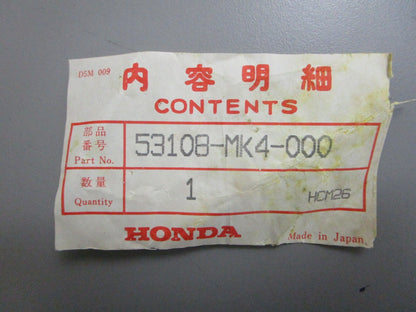 DSM 009
内容明細
CONTENTS
部品
番号
Part No.
53108-MK4-000
数量
Quantity
1
HCM26
HONDA
Made in Japan